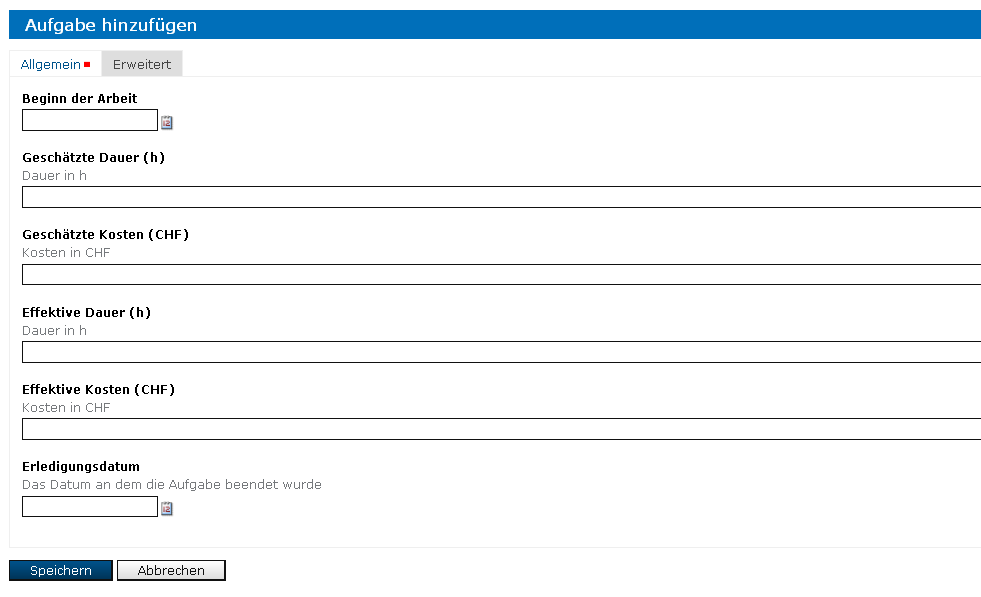 Aufgabe hinzufügen
Allgemein
Erweitert
Beginn der Arbeit
Geschätzte Dauer (h)
Dauer in h
Geschätzte Kosten (CHF)
Kosten in CHF
Effektive Dauer (h)
Dauer in h
Effektive Kosten (CHF)
Kosten in CHF
Erledigungsdatum
Das Datum an dem die Aufgabe beendet wurde
Speichern
Abbrechen